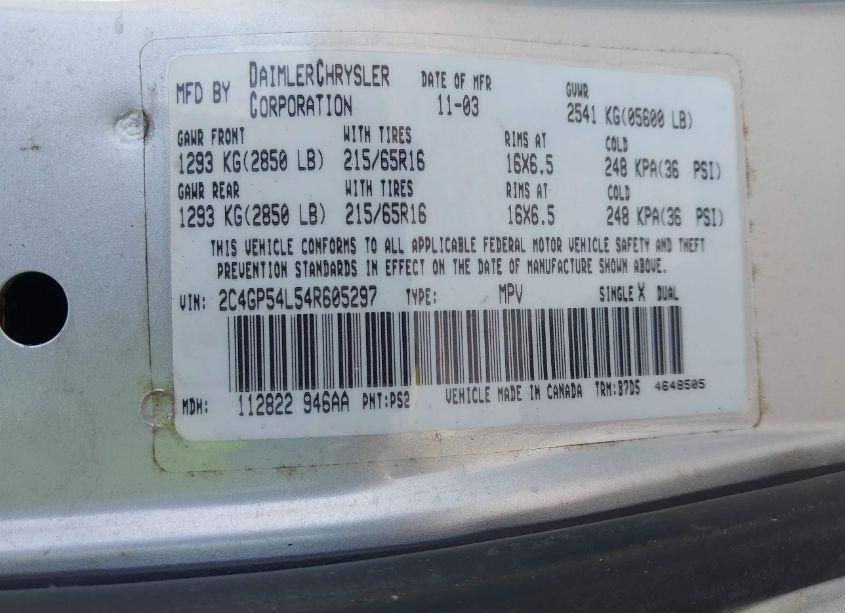 MFD BY DAIMLERCHRYSLER CORPORATION DATE OF MFR 11-03 GVWR 2541 KG(05600 LB)
GAWR FRONT WITH TIRES RIMS AT COLD
1293 KG(2850 LB) 215/65R16 16X6.5 248 KPA(36 PSI)
GAWR REAR WITH TIRES RIMS AT COLD
1293 KG(2850 LB) 215/65R16 16X6.5 248 KPA(36 PSI)
THIS VEHICLE CONFORMS TO ALL APPLICABLE FEDERAL MOTOR VEHICLE SAFETY AND THEFT
PREVENTION STANDARDS IN EFFECT ON THE DATE OF MANUFACTURE SHOWN ABOVE.
VIN: 2C4GP54L54R605297 TYPE: MPV SINGLE X DUAL
MDH: 112822 946AA PNT:PS2 VEHICLE MADE IN CANADA TRM:B7D5 4648505